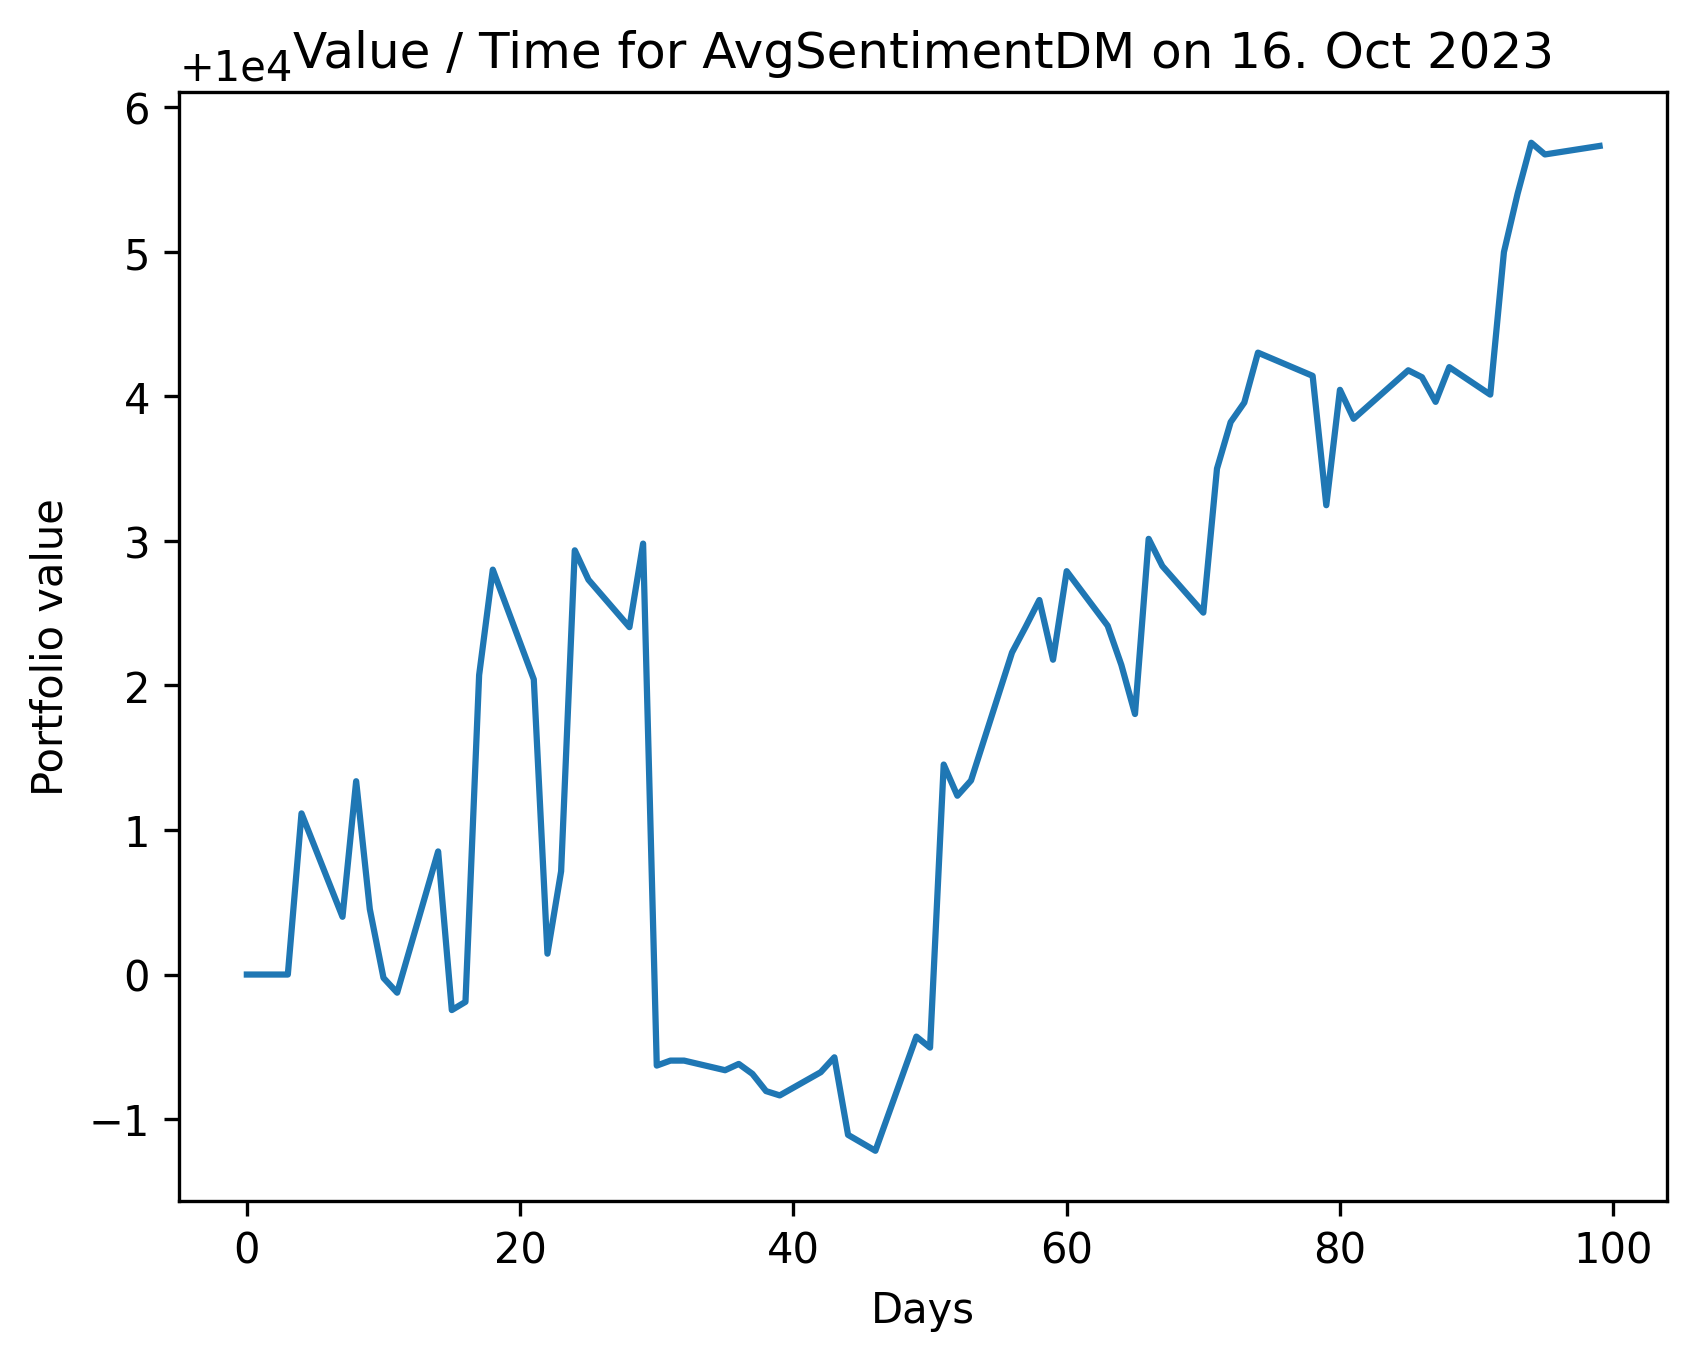 Value / Time for AvgSentimentDM on 16. Oct 2023
+1e4
6
5
4
3
2
1
0
−1
Portfolio value
0 20 40 60 80 100
Days